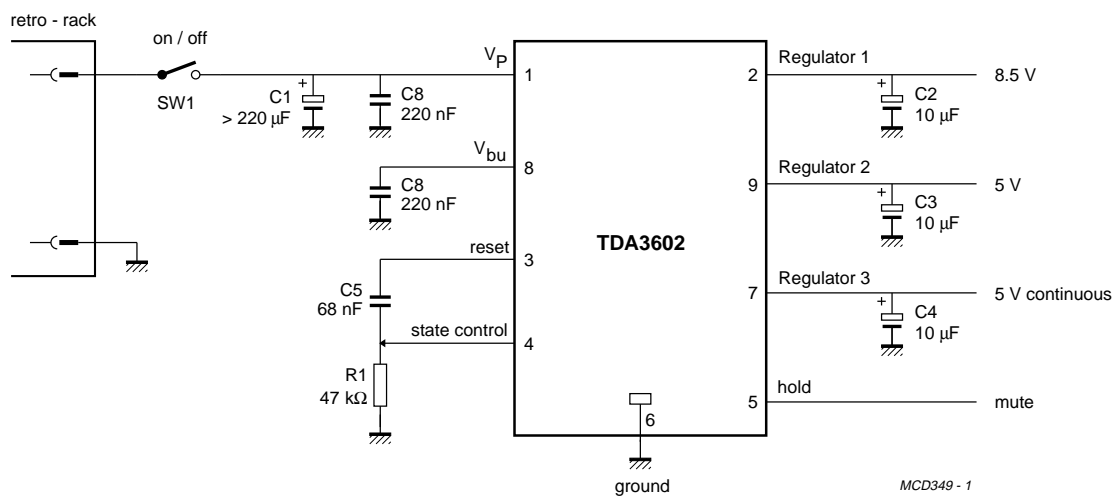 retro - rack
on / off
SW1
C1
> 220 µF
+
C8
220 nF
VP
1
Vbu
8
C8
220 nF
reset
3
C5
68 nF
state control
4
R1
47 kΩ
TDA3602
6
ground
2
Regulator 1
+
C2
10 µF
8.5 V
9
Regulator 2
+
C3
10 µF
5 V
7
Regulator 3
+
C4
10 µF
5 V continuous
5
hold
mute
MCD349 - 1